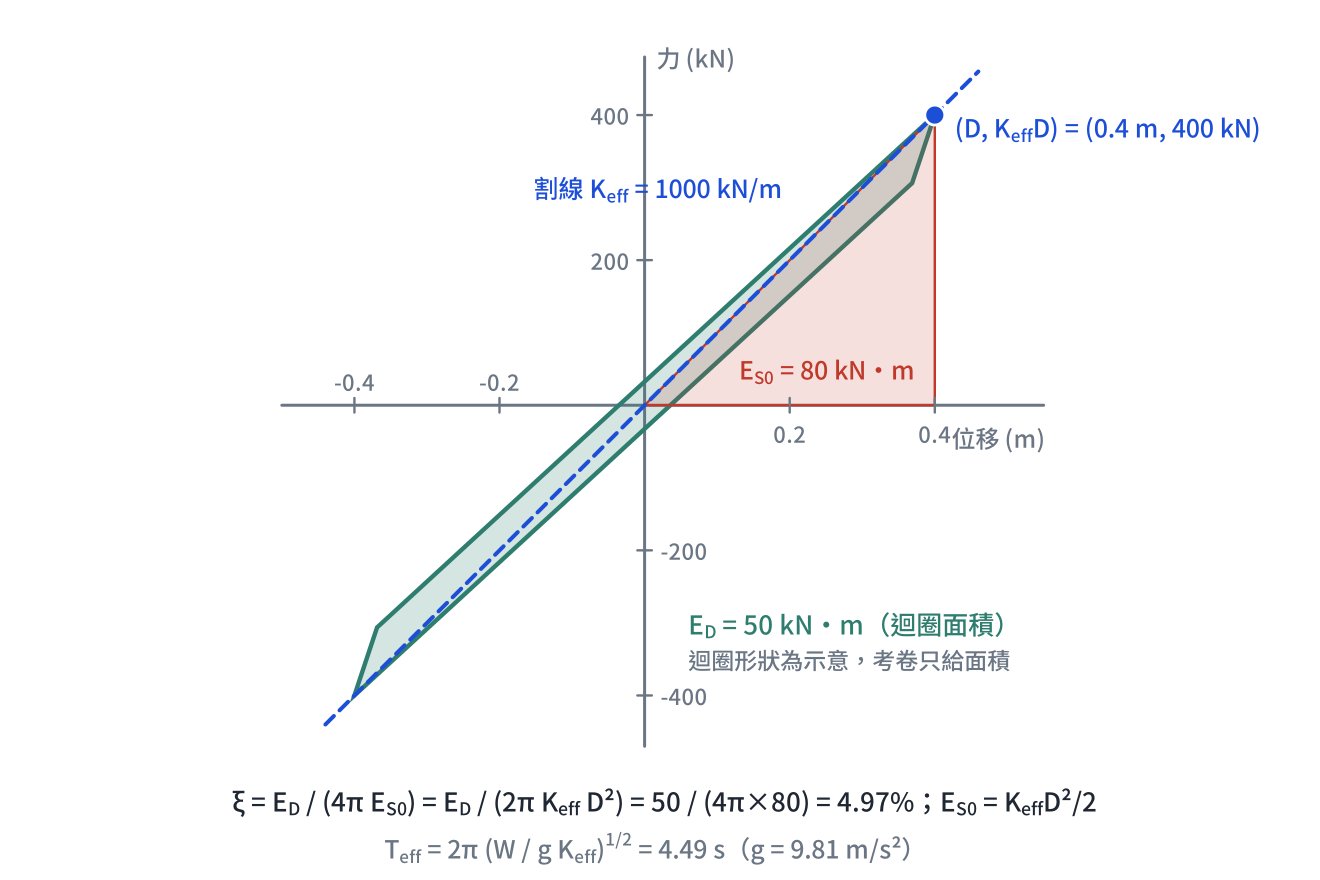 力 (kN)
400
(D, KeffD) = (0.4 m, 400 kN)
割線 Keff = 1000 kN/m
200
ES0 = 80 kN・m
-0.4
-0.2
0.2
0.4
位移 (m)
-200
ED = 50 kN・m（迴圈面積）
迴圈形狀為示意，考卷只給面積
-400
ξ = ED / (4π ES0) = ED / (2π Keff D²) = 50 / (4π×80) = 4.97%；ES0 = KeffD²/2
Teff = 2π (W / g Keff)1/2 = 4.49 s（g = 9.81 m/s²）